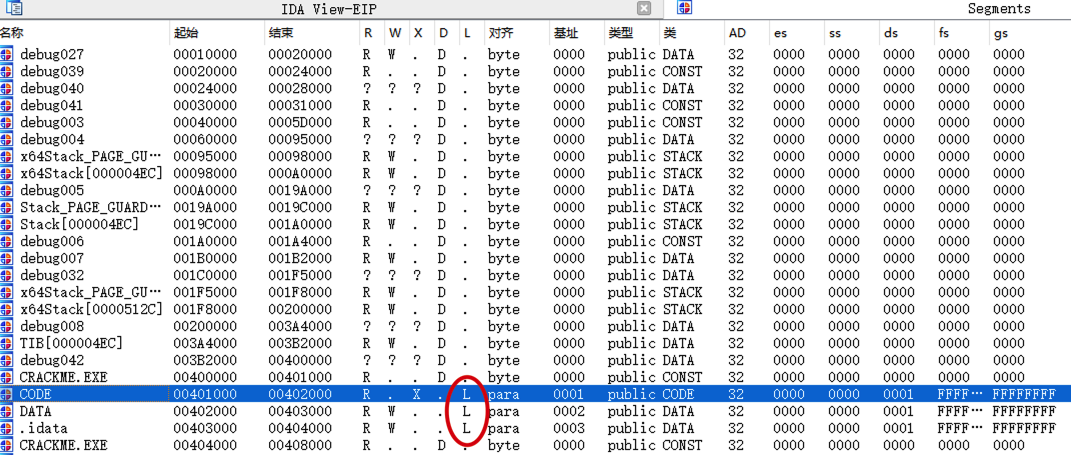 IDA View-EIP Segments
名称 起始 结束 R W X D L 对齐 基址 类型 类 AD es ss ds fs gs
debug027 00010000 00020000 R W . D . byte 0000 public DATA 32 0000 0000 0000 0000 0000
debug039 00020000 00024000 R . . D . byte 0000 public CONST 32 0000 0000 0000 0000 0000
debug040 00024000 00028000 ? ? ? D . byte 0000 public DATA 32 0000 0000 0000 0000 0000
debug041 00030000 00031000 R . . D . byte 0000 public CONST 32 0000 0000 0000 0000 0000
debug003 00040000 0005D000 R . . D . byte 0000 public CONST 32 0000 0000 0000 0000 0000
debug004 00060000 00095000 ? ? ? D . byte 0000 public DATA 32 0000 0000 0000 0000 0000
x64Stack_PAGE_GU… 00095000 00098000 R W . D . byte 0000 public STACK 32 0000 0000 0000 0000 0000
x64Stack[000004EC] 00098000 000A0000 R W . D . byte 0000 public STACK 32 0000 0000 0000 0000 0000
debug005 000A0000 0019A000 ? ? ? D . byte 0000 public DATA 32 0000 0000 0000 0000 0000
Stack_PAGE_GUARD… 0019A000 0019C000 R W . D . byte 0000 public STACK 32 0000 0000 0000 0000 0000
Stack[000004EC] 0019C000 001A0000 R W . D . byte 0000 public STACK 32 0000 0000 0000 0000 0000
debug006 001A0000 001A4000 R . . D . byte 0000 public CONST 32 0000 0000 0000 0000 0000
debug007 001B0000 001B2000 R W . D . byte 0000 public DATA 32 0000 0000 0000 0000 0000
debug032 001C0000 001F5000 ? ? ? D . byte 0000 public DATA 32 0000 0000 0000 0000 0000
x64Stack_PAGE_GU… 001F5000 001F8000 R W . D . byte 0000 public STACK 32 0000 0000 0000 0000 0000
x64Stack[0000512C] 001F8000 00200000 R W . D . byte 0000 public STACK 32 0000 0000 0000 0000 0000
debug008 00200000 003A4000 ? ? ? D . byte 0000 public DATA 32 0000 0000 0000 0000 0000
TIB[000004EC] 003A4000 003B2000 R W . D . byte 0000 public DATA 32 0000 0000 0000 0000 0000
debug042 003B2000 00400000 ? ? ? D . byte 0000 public DATA 32 0000 0000 0000 0000 0000
CRACKME.EXE 00400000 00401000 R . . D . byte 0000 public CONST 32 0000 0000 0000 0000 0000
CODE 00401000 00402000 R . X . L para 0001 public CODE 32 0000 0000 0001 FFFF… FFFFFFFF
DATA 00402000 00403000 R W . . L para 0002 public DATA 32 0000 0000 0001 FFFF… FFFFFFFF
.idata 00403000 00404000 R W . . L para 0003 public DATA 32 0000 0000 0001 FFFF… FFFFFFFF
CRACKME.EXE 00404000 00408000 R . . D . byte 0000 public CONST 32 0000 0000 0000 0000 0000